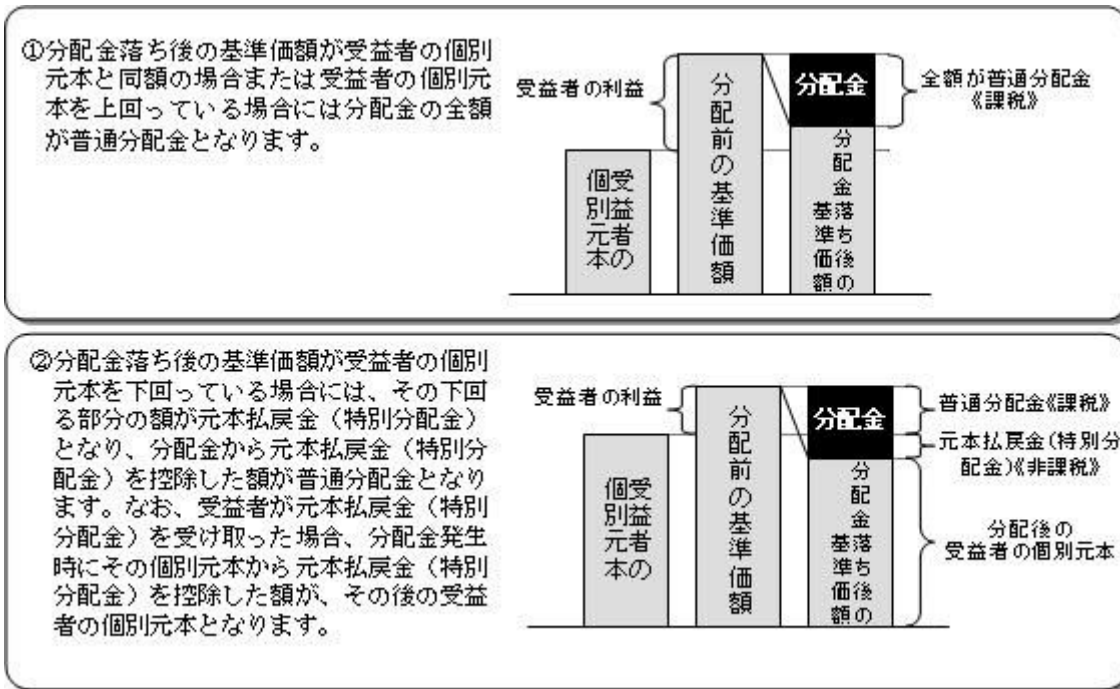 ①分配金落ち後の基準価額が受益者の個別
元本と同額の場合または受益者の個別元
本を上回っている場合には分配金の全額
が普通分配金となります。
受益者の利益
受益者の
個別元本
分配前の基準価額
分配金
分配金落ち後の
基準価額
全額が普通分配金
《課税》
②分配金落ち後の基準価額が受益者の個別
元本を下回っている場合には、その下回
る部分の額が元本払戻金（特別分配金）
となり、分配金から元本払戻金（特別分
配金）を控除した額が普通分配金となり
ます。なお、受益者が元本払戻金（特別
分配金）を受け取った場合、分配金発生
時にその個別元本から元本払戻金（特別
分配金）を控除した額が、その後の受益
者の個別元本となります。
受益者の利益
受益者の
個別元本
分配前の基準価額
分配金
分配金落ち後の
基準価額
普通分配金《課税》
元本払戻金(特別分
配金)《非課税》
分配後の
受益者の個別元本